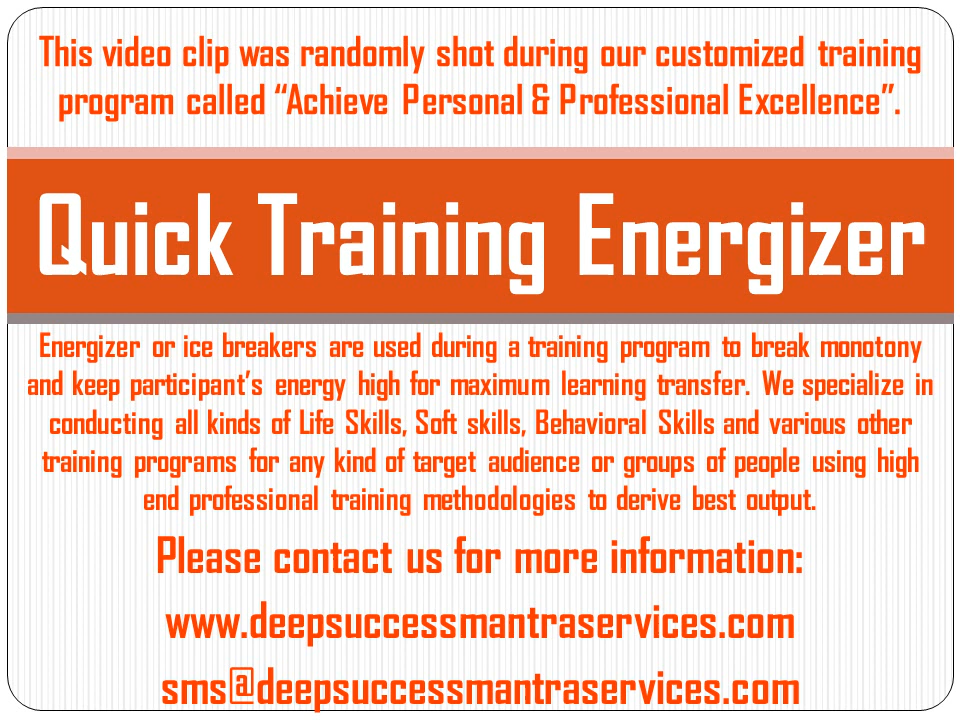 This video clip was randomly shot during our customized training
program called “Achieve Personal & Professional Excellence”.
Quick Training Energizer
Energizer or ice breakers are used during a training program to break monotony
and keep participant’s energy high for maximum learning transfer. We specialize in
conducting all kinds of Life Skills, Soft skills, Behavioral Skills and various other
training programs for any kind of target audience or groups of people using high
end professional training methodologies to derive best output.
Please contact us for more information:
www.deepsuccessmantraservices.com
sms@deepsuccessmantraservices.com